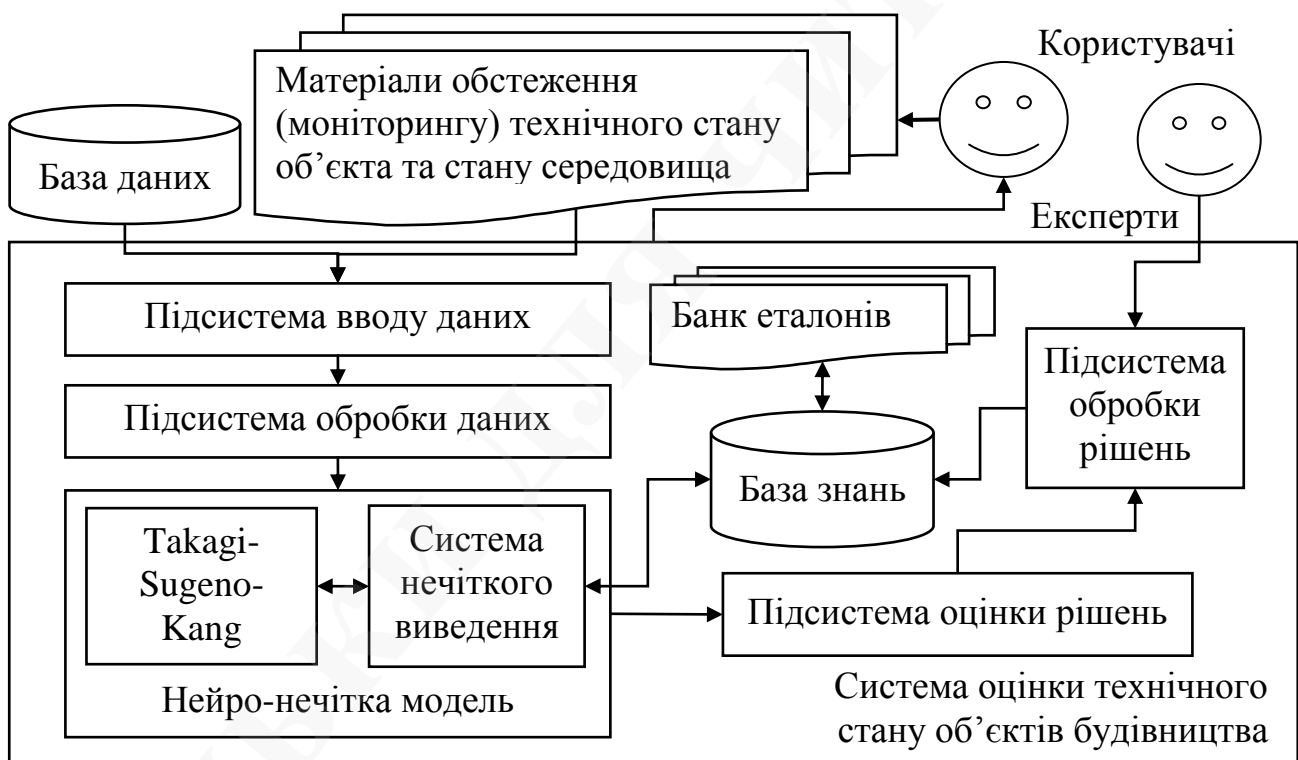 Користувачі
Матеріали обстеження
(моніторингу) технічного стану
об’єкта та стану середовища
База даних
Експерти
Підсистема вводу даних
Банк еталонів
Підсистема
обробки
рішень
Підсистема обробки даних
База знань
Takagi-
Sugeno-
Kang
Система
нечіткого
виведення
Підсистема оцінки рішень
Нейро-нечітка модель
Система оцінки технічного
стану об’єктів будівництва